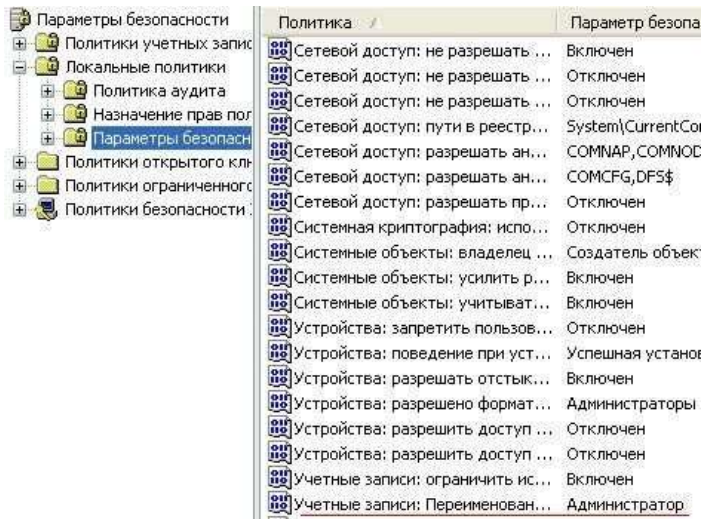 Параметры безопасности
Политики учетных запис
Локальные политики
Политика аудита
Назначение прав пол
Параметры безопасн
Политики открытого клн
Политики ограниченного
Политики безопасности
Политика
Параметр безопа
Сетевой доступ: не разрешать ... Включен
Сетевой доступ: не разрешать ... Отключен
Сетевой доступ: не разрешать ... Отключен
Сетевой доступ: пути в реестр... System\CurrentCor
Сетевой доступ: разрешать ан... COMNAP,COMNOD
Сетевой доступ: разрешать ан... COMCFG,DFS$
Сетевой доступ: разрешать пр... Отключен
Системная криптография: испо... Отключен
Системные объекты: владелец ... Создатель объек
Системные объекты: усилить р... Включен
Системные объекты: учитыват... Включен
Устройства: запретить пользов... Отключен
Устройства: поведение при уст... Успешная установ
Устройства: разрешать отстык... Включен
Устройства: разрешено формат... Администраторы
Устройства: разрешить доступ ... Отключен
Устройства: разрешить доступ ... Отключен
Учетные записи: ограничить ис... Включен
Учетные записи: Переименован... Администратор